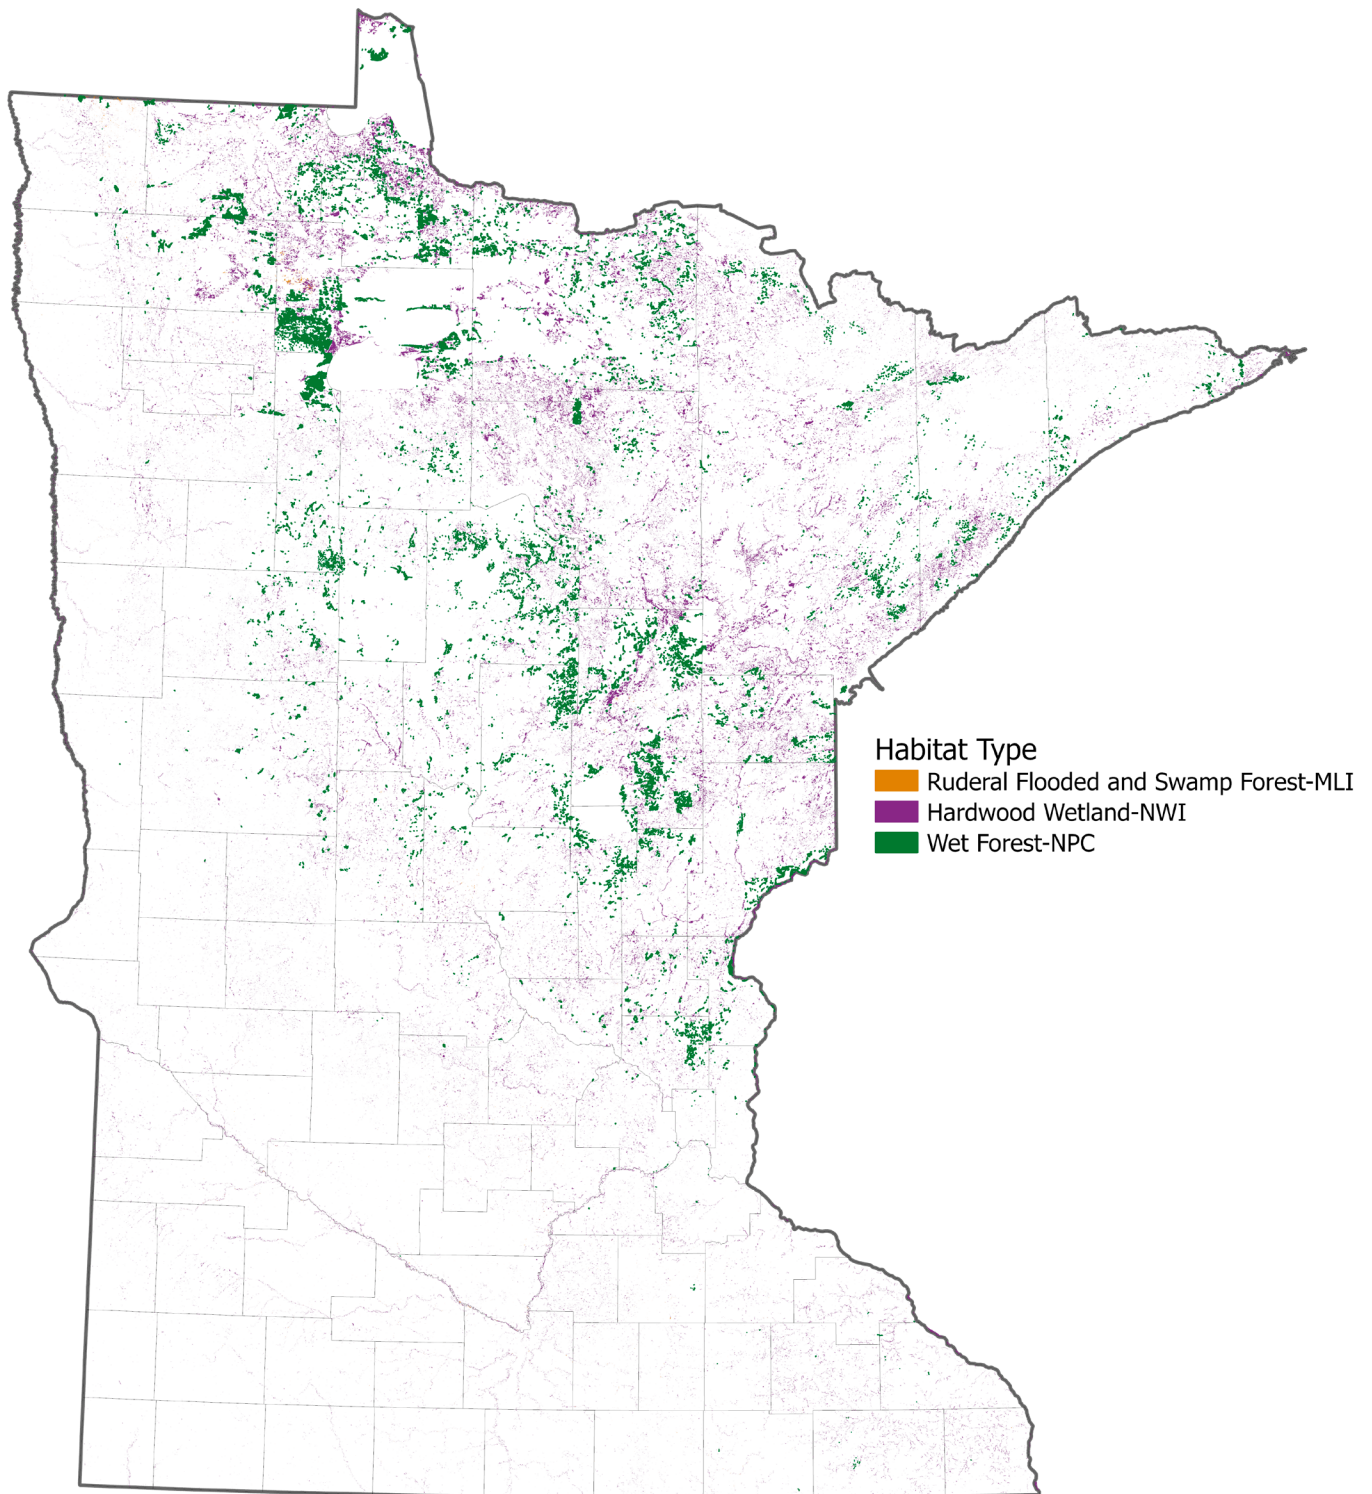 Habitat Type
Ruderal Flooded and Swamp Forest-MLI
Hardwood Wetland-NWI
Wet Forest-NPC